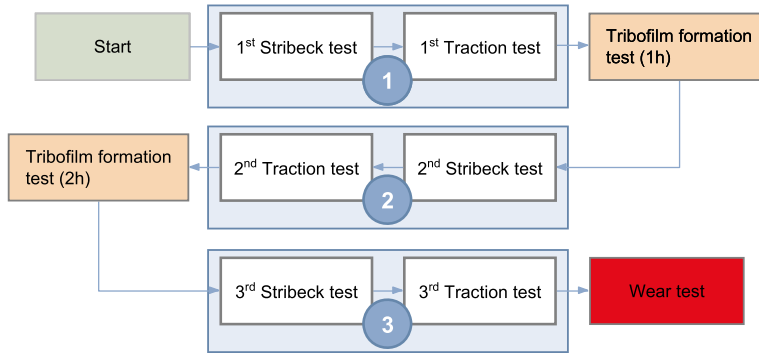 Start
1st Stribeck test
1st Traction test
Tribofilm formation
test (1h)
1
Tribofilm formation
test (2h)
2nd Traction test
2nd Stribeck test
2
3rd Stribeck test
3rd Traction test
Wear test
3